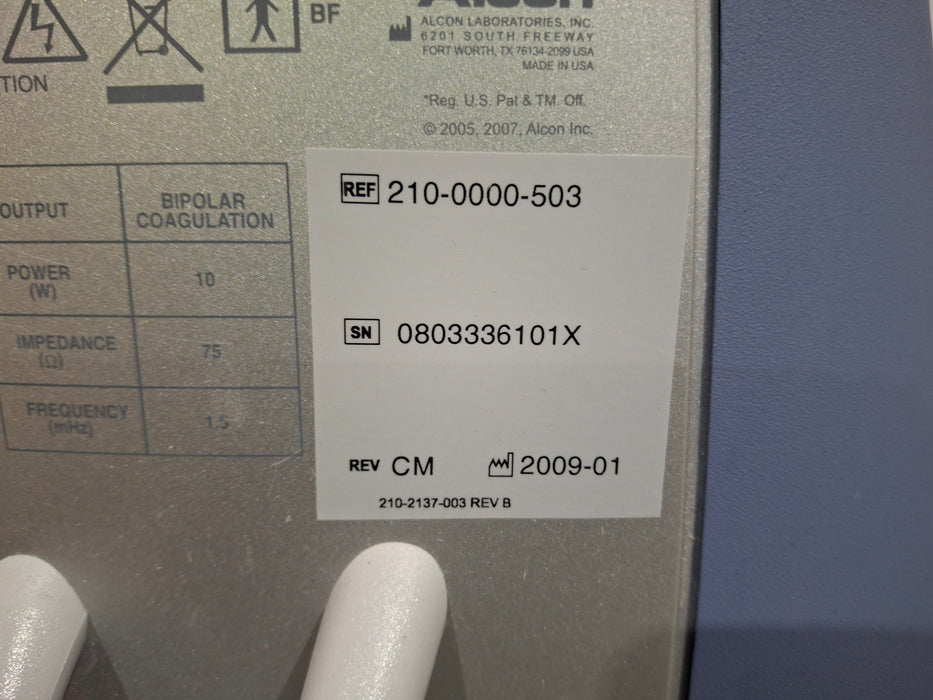 BF
Alcon
ALCON LABORATORIES, INC.
6201 SOUTH FREEWAY
FORT WORTH, TX 76134-2099 USA
MADE IN USA
TION
*Reg. U.S. Pat & TM. Off.
© 2005, 2007, Alcon Inc.
OUTPUT
BIPOLAR
COAGULATION
POWER
(W)
10
IMPEDANCE
(Ω)
75
FREQUENCY
(mHz)
1.5
REF 210-0000-503
SN 0803336101X
REV CM 2009-01
210-2137-003 REV B